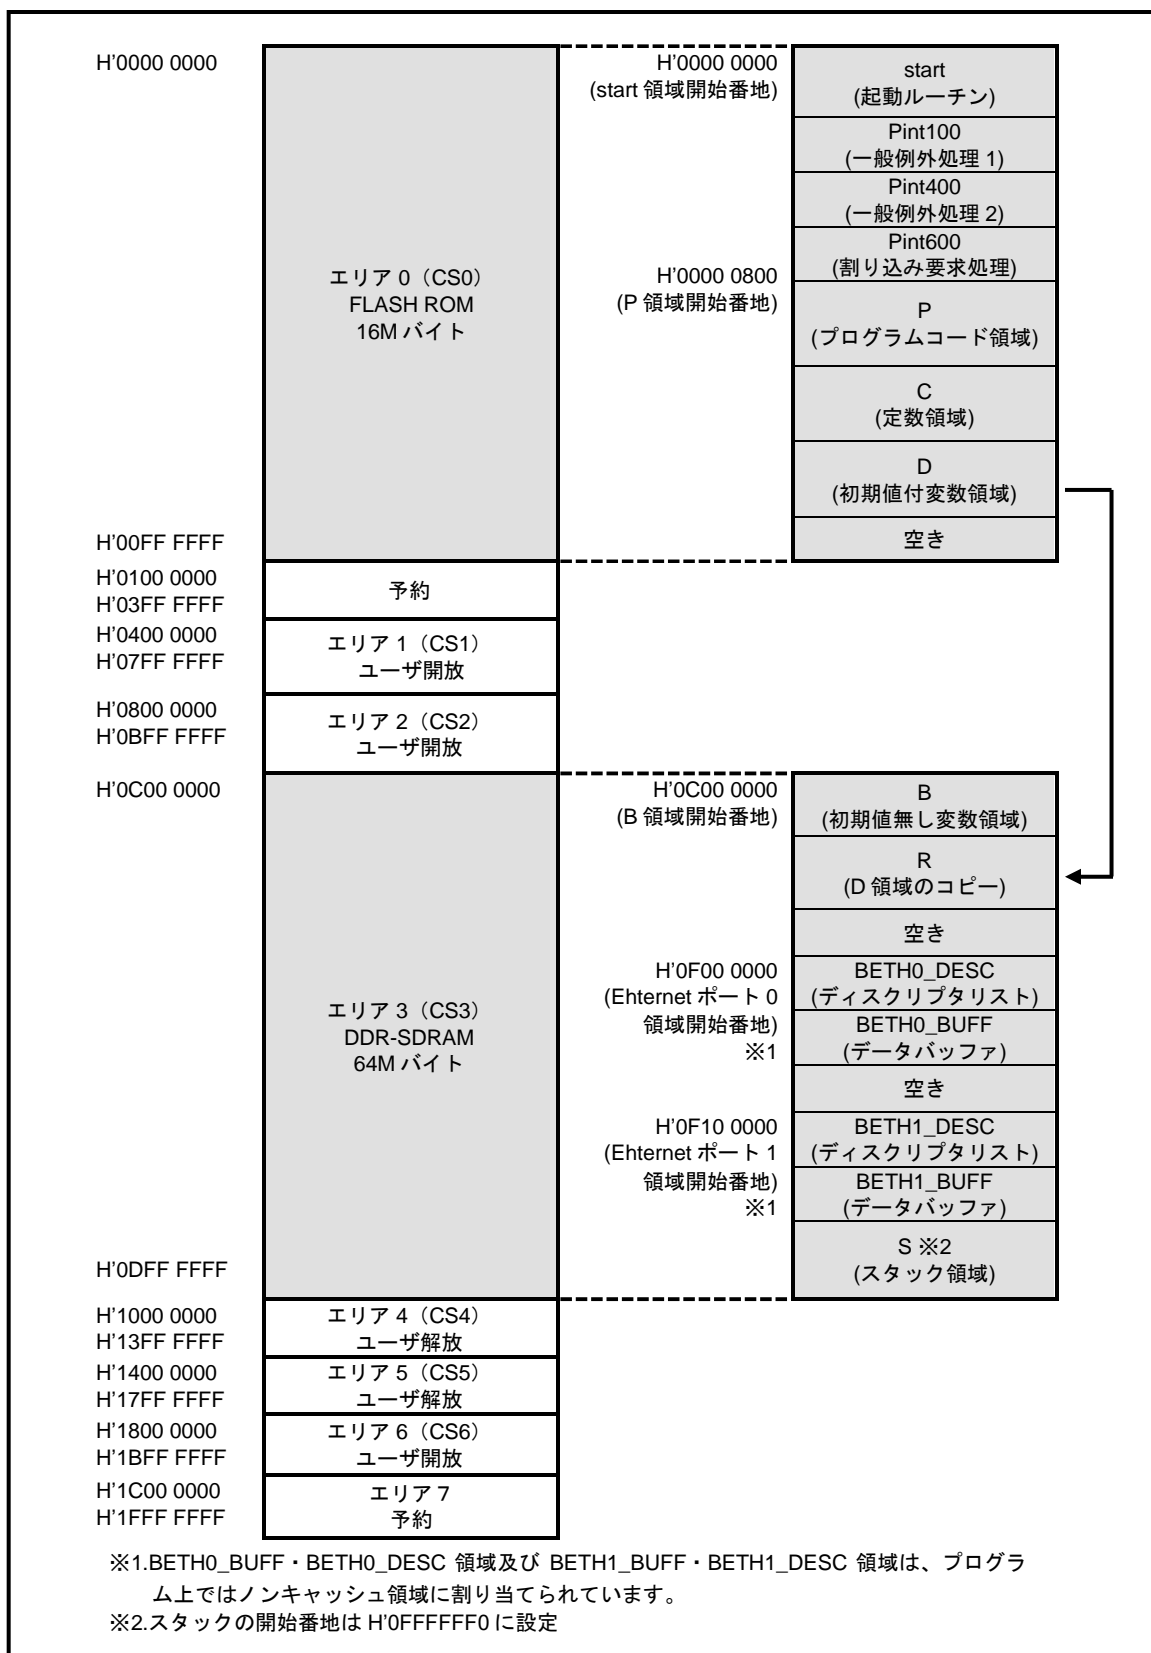 H'0000 0000
エリア 0（CS0）
FLASH ROM
16M バイト
H'00FF FFFF
H'0100 0000
H'03FF FFFF
予約
H'0400 0000
H'07FF FFFF
エリア 1（CS1）
ユーザ開放
H'0800 0000
H'0BFF FFFF
エリア 2（CS2）
ユーザ開放
H'0C00 0000
エリア 3（CS3）
DDR-SDRAM
64M バイト
H'0DFF FFFF
H'1000 0000
H'13FF FFFF
エリア 4（CS4）
ユーザ解放
H'1400 0000
H'17FF FFFF
エリア 5（CS5）
ユーザ解放
H'1800 0000
H'1BFF FFFF
エリア 6（CS6）
ユーザ開放
H'1C00 0000
H'1FFF FFFF
エリア 7
予約
H'0000 0000
(start 領域開始番地)
start
(起動ルーチン)
Pint100
(一般例外処理 1)
Pint400
(一般例外処理 2)
Pint600
(割り込み要求処理)
H'0000 0800
(P 領域開始番地)
P
(プログラムコード領域)
C
(定数領域)
D
(初期値付変数領域)
空き
H'0C00 0000
(B 領域開始番地)
B
(初期値無し変数領域)
R
(D 領域のコピー)
空き
H'0F00 0000
(Ehternet ポート 0
領域開始番地)
※1
BETH0_DESC
(ディスクリプタリスト)
BETH0_BUFF
(データバッファ)
空き
H'0F10 0000
(Ehternet ポート 1
領域開始番地)
※1
BETH1_DESC
(ディスクリプタリスト)
BETH1_BUFF
(データバッファ)
S ※2
(スタック領域)
※1.BETH0_BUFF・BETH0_DESC 領域及び BETH1_BUFF・BETH1_DESC 領域は、プログラ
ム上ではノンキャッシュ領域に割り当てられています。
※2.スタックの開始番地は H'0FFFFFF0 に設定